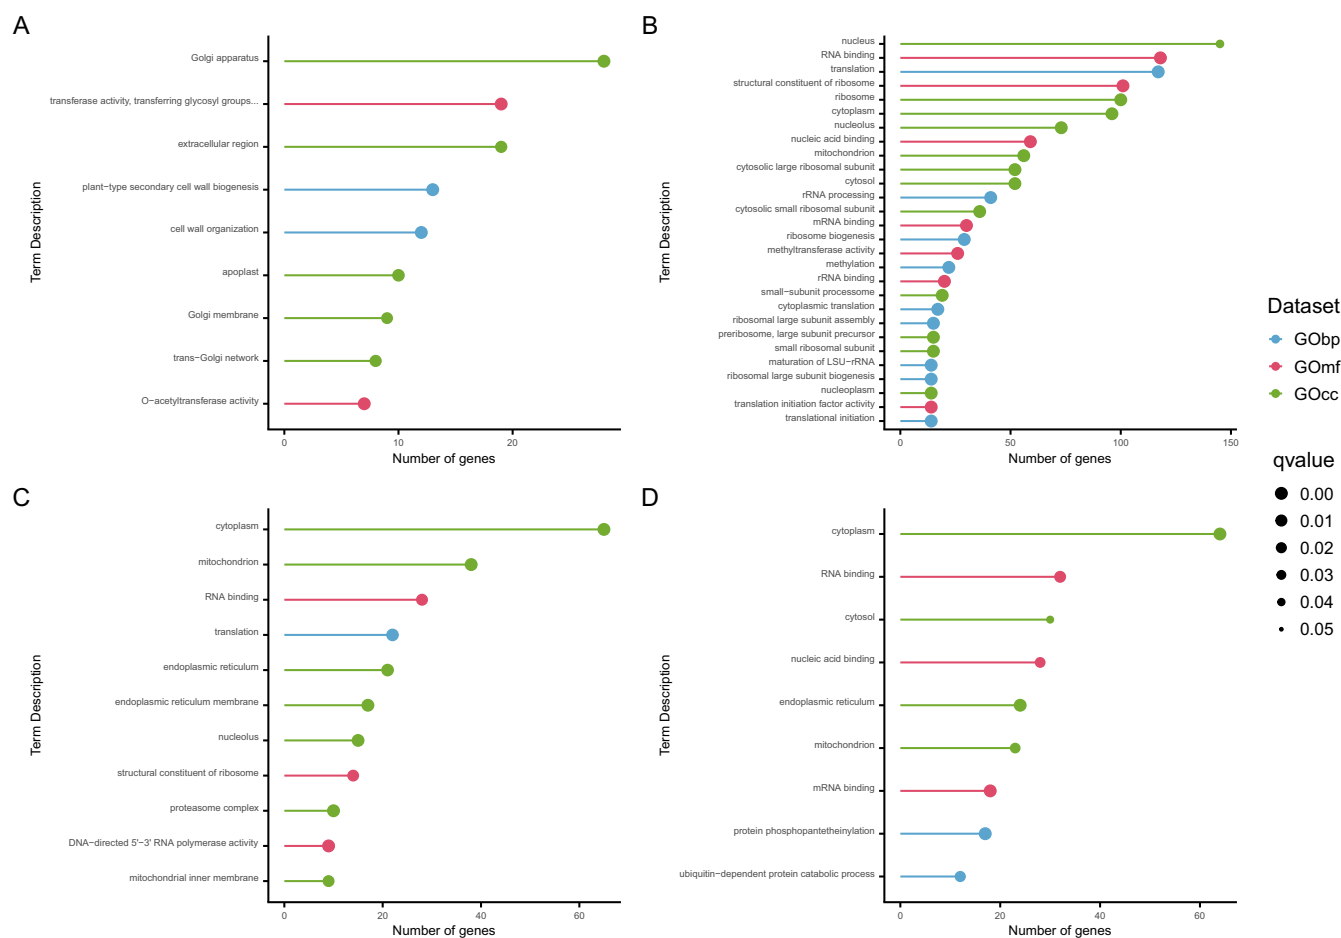 A
Term Description
Golgi apparatus
transferase activity, transferring glycosyl groups...
extracellular region
plant−type secondary cell wall biogenesis
cell wall organization
apoplast
Golgi membrane
trans−Golgi network
O−acetyltransferase activity
0 10 20
Number of genes
B
Term Description
nucleus
RNA binding
translation
structural constituent of ribosome
ribosome
cytoplasm
nucleolus
nucleic acid binding
mitochondrion
cytosolic large ribosomal subunit
cytosol
rRNA processing
cytosolic small ribosomal subunit
mRNA binding
ribosome biogenesis
methyltransferase activity
methylation
rRNA binding
small−subunit processome
cytoplasmic translation
ribosomal large subunit assembly
preribosome, large subunit precursor
small ribosomal subunit
maturation of LSU−rRNA
ribosomal large subunit biogenesis
nucleoplasm
translation initiation factor activity
translational initiation
0 50 100 150
Number of genes
C
Term Description
cytoplasm
mitochondrion
RNA binding
translation
endoplasmic reticulum
endoplasmic reticulum membrane
nucleolus
structural constituent of ribosome
proteasome complex
DNA−directed 5'−3' RNA polymerase activity
mitochondrial inner membrane
0 20 40 60
Number of genes
D
Term Description
cytoplasm
RNA binding
cytosol
nucleic acid binding
endoplasmic reticulum
mitochondrion
mRNA binding
protein phosphopantetheinylation
ubiquitin−dependent protein catabolic process
0 20 40 60
Number of genes
Dataset
GObp
GOmf
GOcc
qvalue
0.00
0.01
0.02
0.03
0.04
0.05